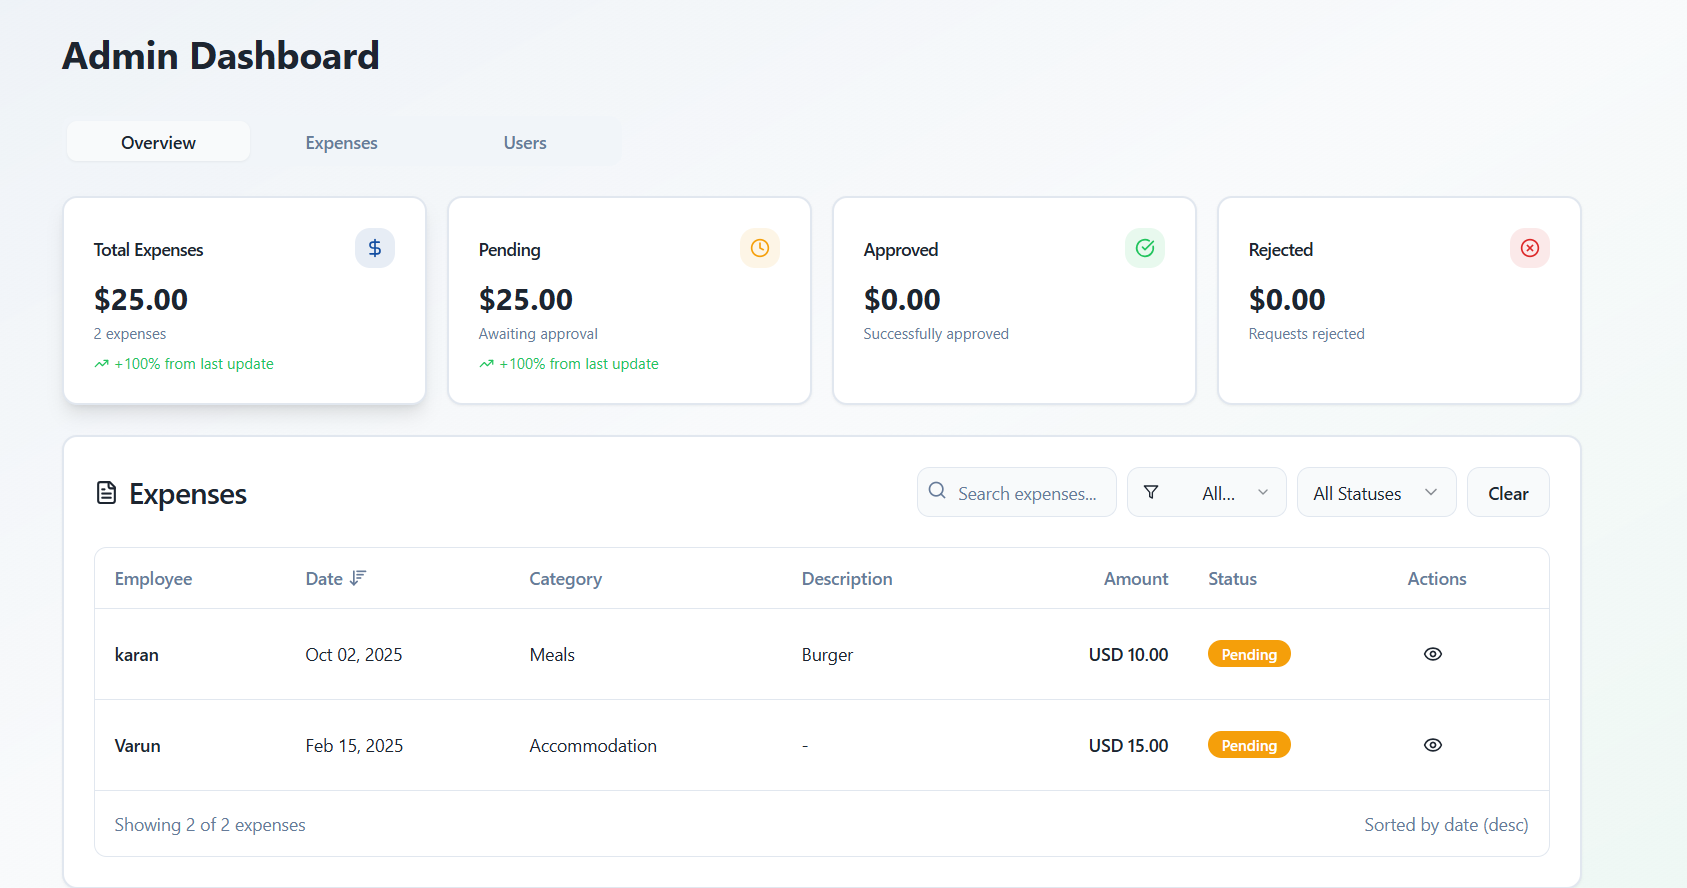 Admin Dashboard
Overview Expenses Users
Total Expenses
$25.00
2 expenses
+100% from last update
Pending
$25.00
Awaiting approval
+100% from last update
Approved
$0.00
Successfully approved
Rejected
$0.00
Requests rejected
Expenses
Search expenses... All... All Statuses Clear
Employee Date Category Description Amount Status Actions
karan Oct 02, 2025 Meals Burger USD 10.00 Pending
Varun Feb 15, 2025 Accommodation - USD 15.00 Pending
Showing 2 of 2 expenses Sorted by date (desc)